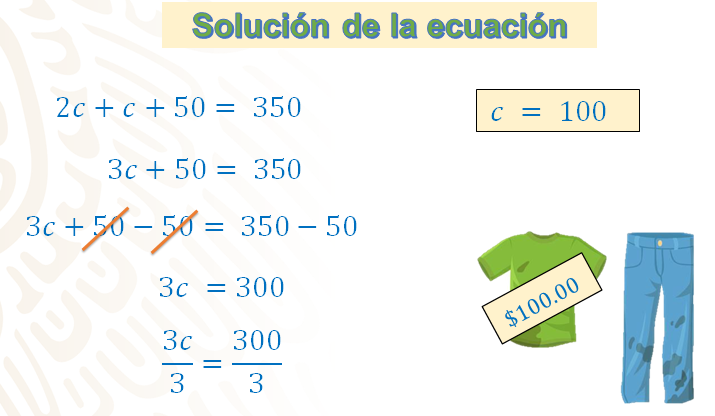 Solución de la ecuación
2c + c + 50 = 350
3c + 50 = 350
3c + 50 − 50 = 350 − 50
3c = 300
3c/3 = 300/3
c = 100
$100.00